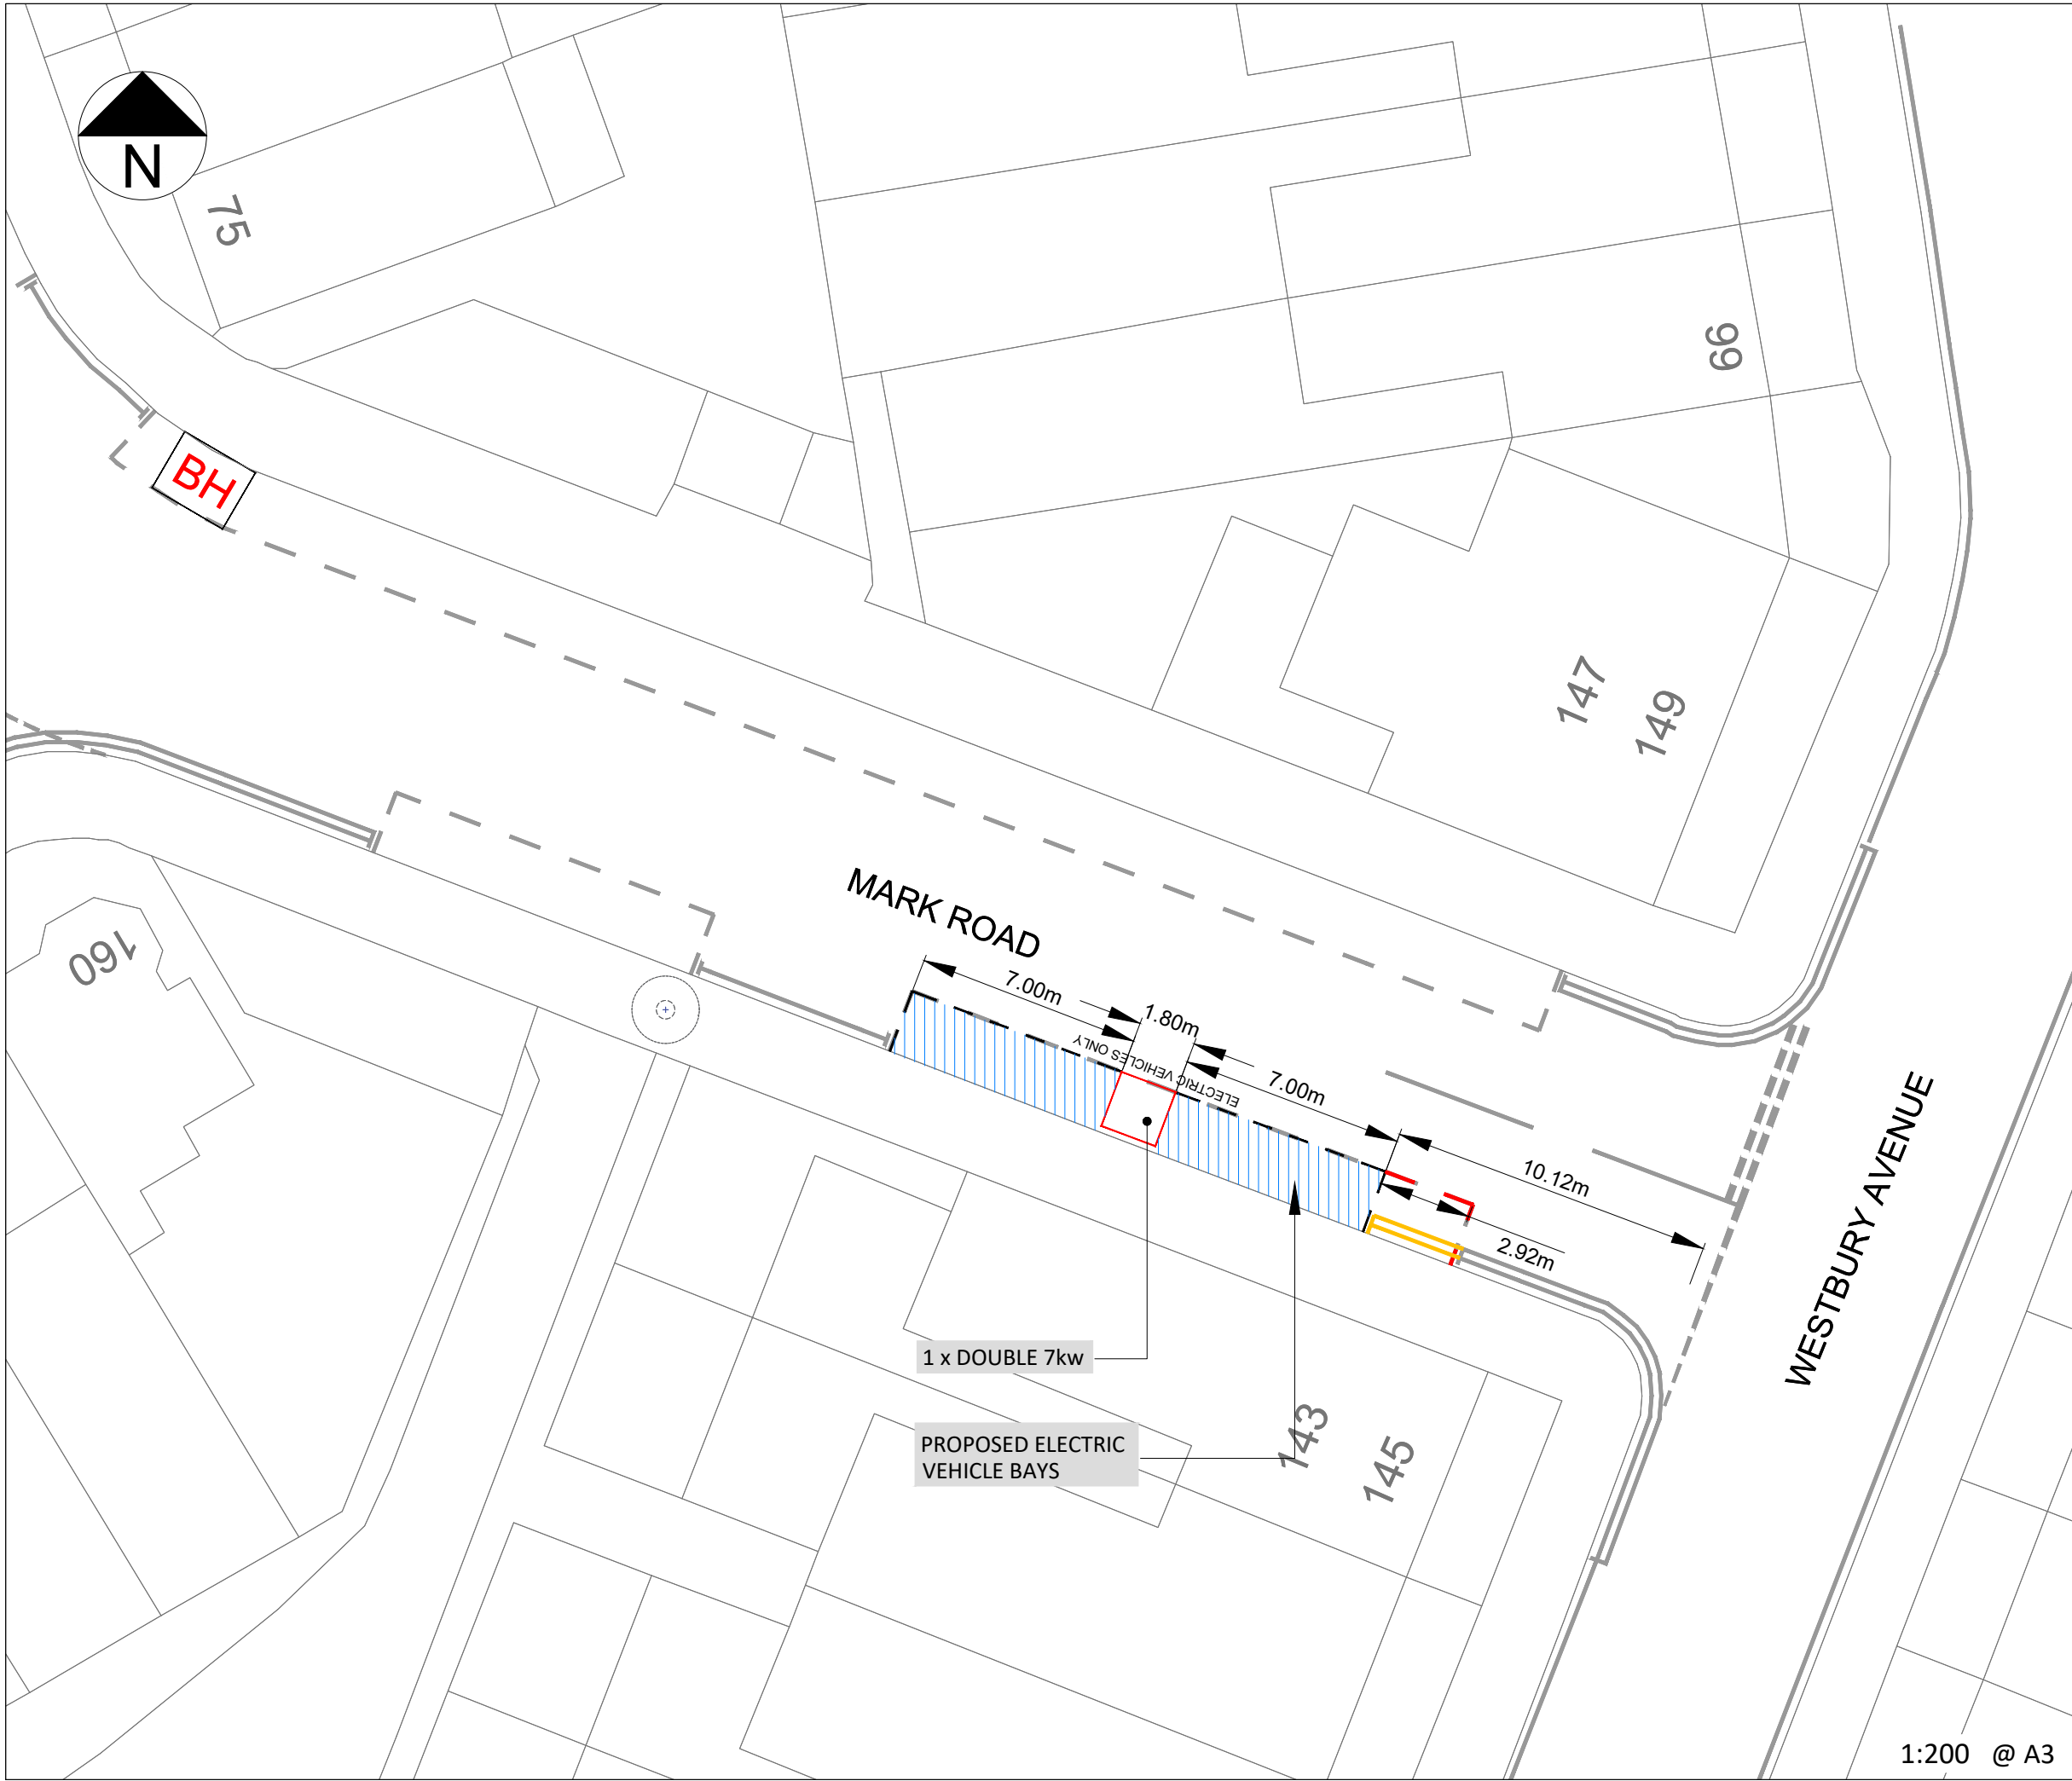 N
75
BH
66
147
149
160
MARK ROAD
7.00m
1.80m
ELECTRIC VEHICLES ONLY
7.00m
10.12m
2.92m
WESTBURY AVENUE
1 x DOUBLE 7kw
PROPOSED ELECTRIC
VEHICLE BAYS
143
145
1:200 @ A3